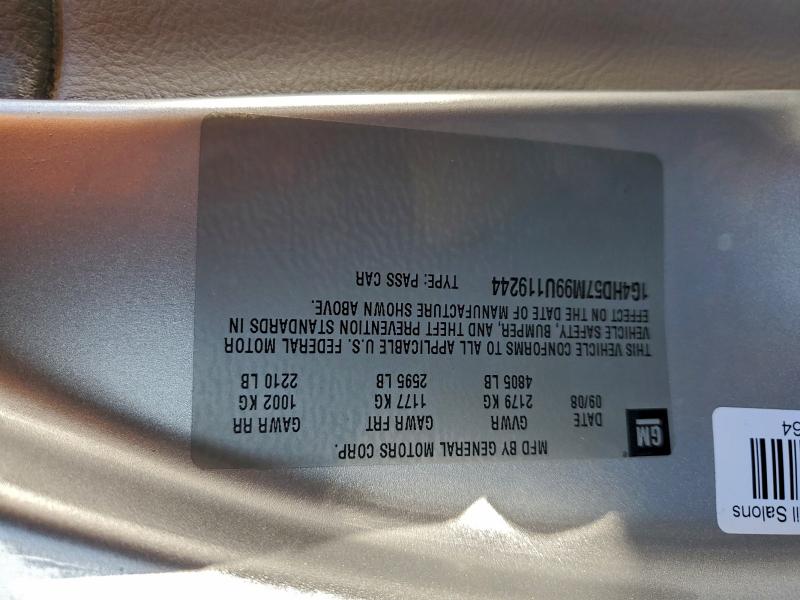 MFD BY GENERAL MOTORS CORP.
GM
DATE GVWR GAWR FRT GAWR RR
09/08 2179 KG 1177 KG 1002 KG
4805 LB 2595 LB 2210 LB
THIS VEHICLE CONFORMS TO ALL APPLICABLE U.S. FEDERAL MOTOR
VEHICLE SAFETY, BUMPER, AND THEFT PREVENTION STANDARDS IN
EFFECT ON THE DATE OF MANUFACTURE SHOWN ABOVE.
1G4HD57M99U119244 TYPE: PASS CAR
ll Salons
64